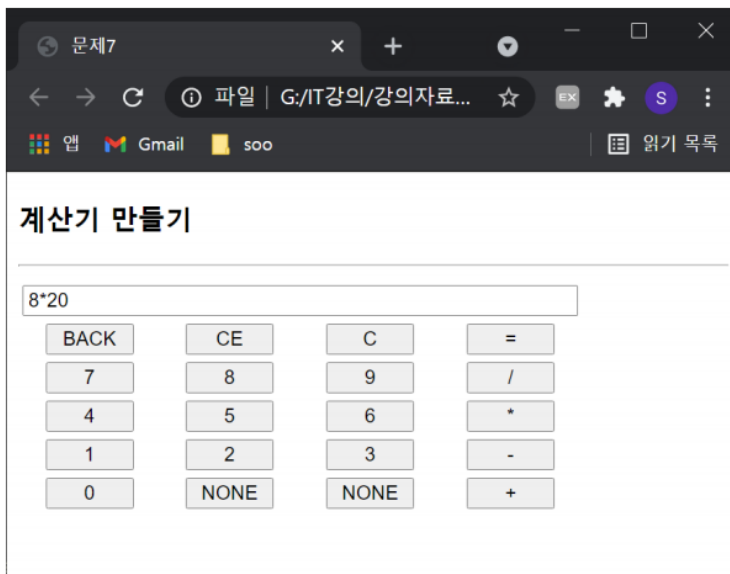 문제7
파일 | G:/IT강의/강의자료...
EX
S
앱 Gmail soo 읽기 목록
계산기 만들기
8*20
BACK CE C =
7 8 9 /
4 5 6 *
1 2 3 -
0 NONE NONE +